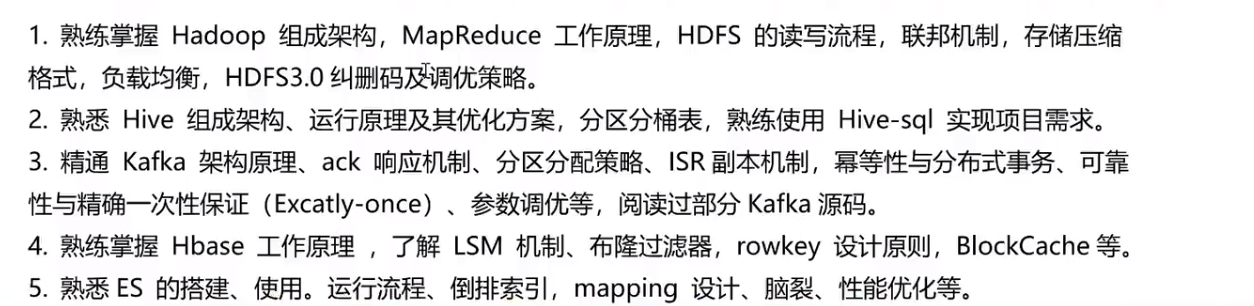 1. 熟练掌握 Hadoop 组成架构，MapReduce 工作原理，HDFS 的读写流程，联邦机制，存储压缩
格式，负载均衡，HDFS3.0 纠删码及调优策略。
2. 熟悉 Hive 组成架构、运行原理及其优化方案，分区分桶表，熟练使用 Hive-sql 实现项目需求。
3. 精通 Kafka 架构原理、ack 响应机制、分区分配策略、ISR 副本机制，幂等性与分布式事务、可靠
性与精确一次性保证（Excatly-once）、参数调优等，阅读过部分 Kafka 源码。
4. 熟练掌握 Hbase 工作原理 ，了解 LSM 机制、布隆过滤器，rowkey 设计原则，BlockCache 等。
5. 熟悉 ES 的搭建、使用。运行流程、倒排索引，mapping 设计、脑裂、性能优化等。